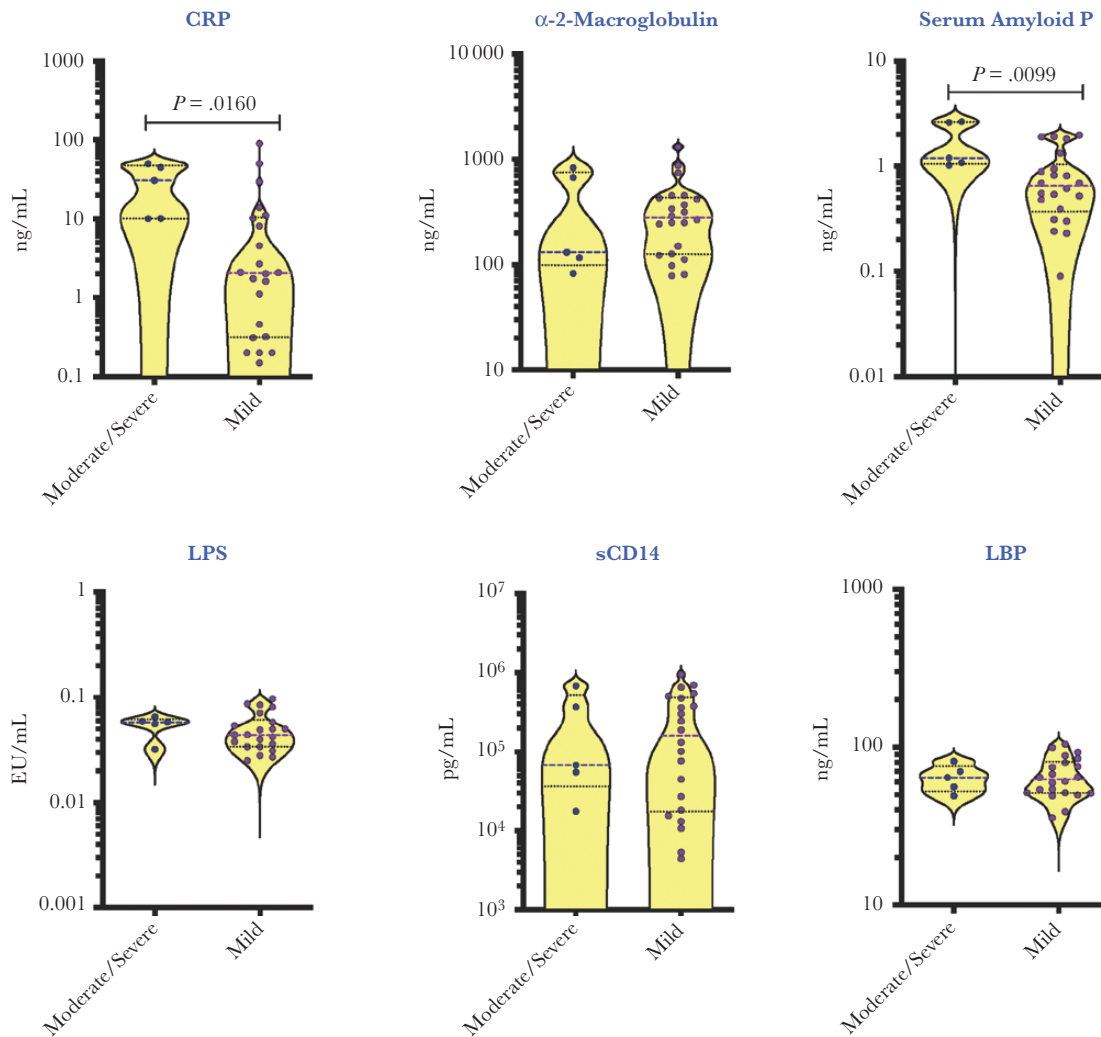 CRP
α-2-Macroglobulin
Serum Amyloid P
1000
100
10
1
0.1
ng/mL
P = .0160
Moderate/Severe
Mild
10 000
1000
100
10
ng/mL
Moderate/Severe
Mild
10
1
0.1
0.01
ng/mL
P = .0099
Moderate/Severe
Mild
LPS
sCD14
LBP
1
0.1
0.01
0.001
EU/mL
Moderate/Severe
Mild
10⁷
10⁶
10⁵
10⁴
10³
pg/mL
Moderate/Severe
Mild
1000
100
10
ng/mL
Moderate/Severe
Mild